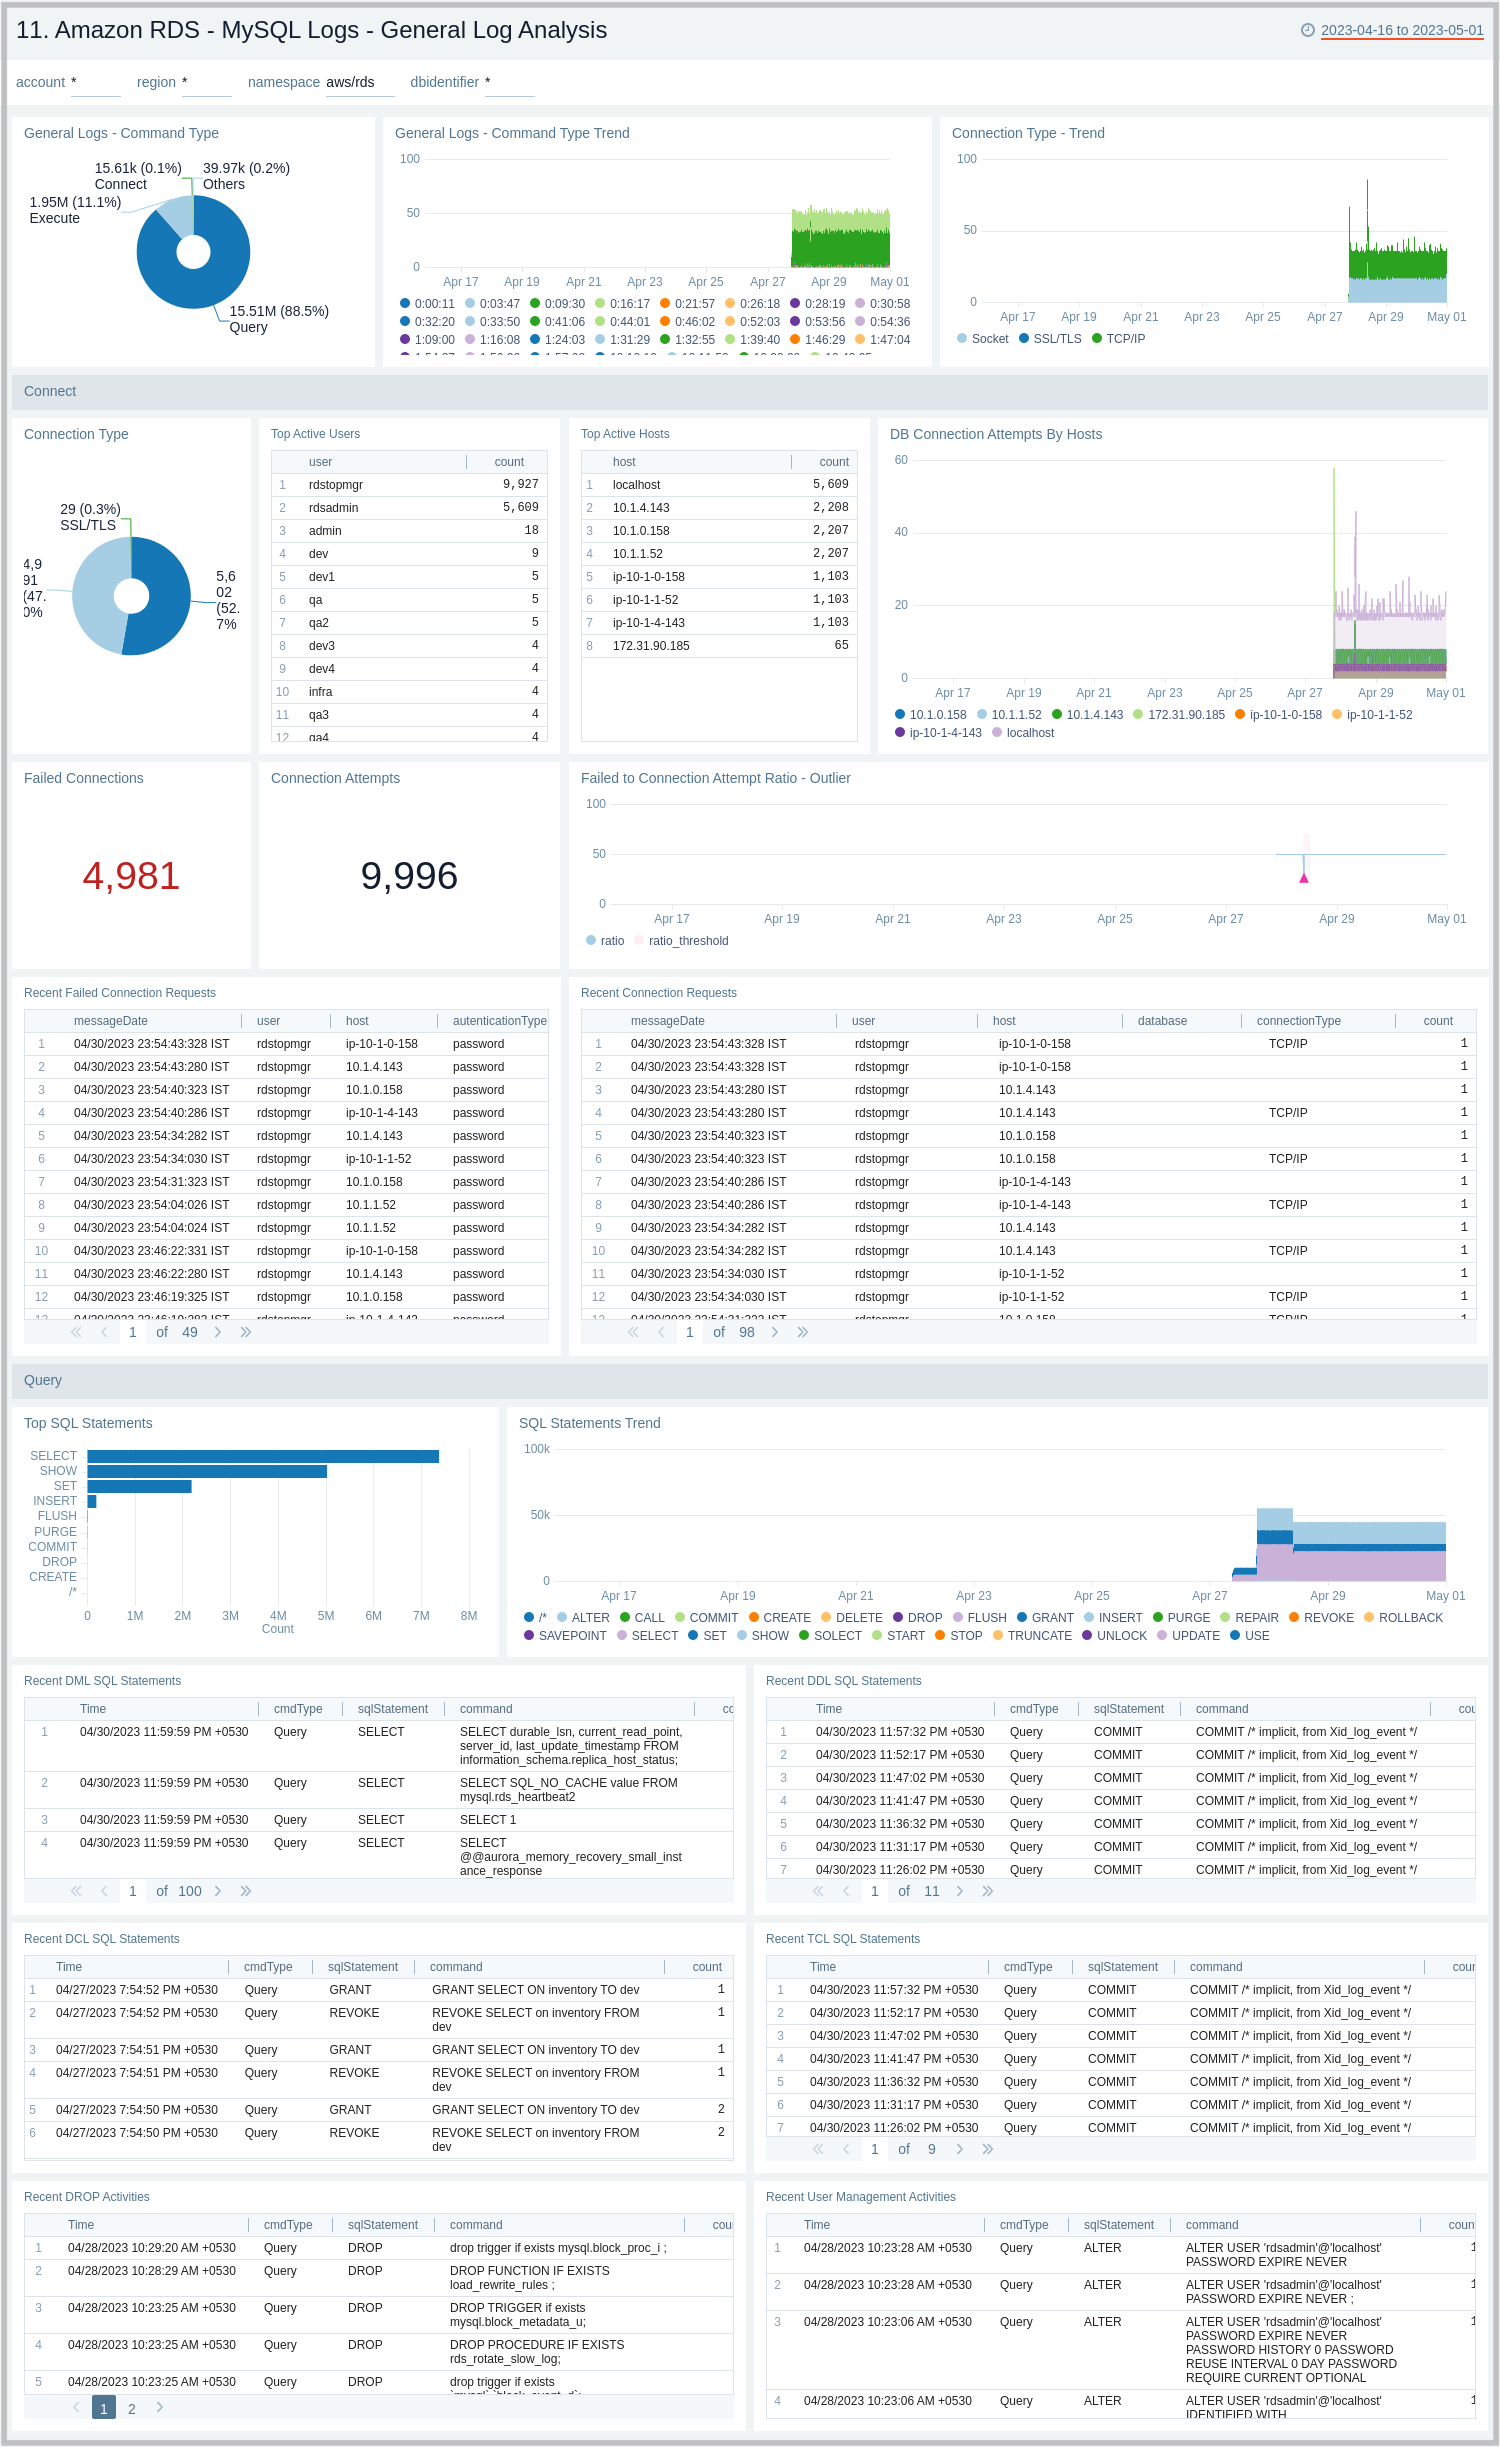 11. Amazon RDS - MySQL Logs - General Log Analysis
2023-04-16 to 2023-05-01
account * region * namespace aws/rds dbidentifier *
General Logs - Command Type
15.61k (0.1%)
Connect
39.97k (0.2%)
Others
1.95M (11.1%)
Execute
15.51M (88.5%)
Query
General Logs - Command Type Trend
100
50
0
Apr 17 Apr 19 Apr 21 Apr 23 Apr 25 Apr 27 Apr 29 May 01
0:00:11 0:03:47 0:09:30 0:16:17 0:21:57 0:26:18 0:28:19 0:30:58
0:32:20 0:33:50 0:41:06 0:44:01 0:46:02 0:52:03 0:53:56 0:54:36
1:09:00 1:16:08 1:24:03 1:31:29 1:32:55 1:39:40 1:46:29 1:47:04
Connection Type - Trend
100
50
0
Apr 17 Apr 19 Apr 21 Apr 23 Apr 25 Apr 27 Apr 29 May 01
Socket SSL/TLS TCP/IP
Connect
Connection Type
29 (0.3%)
SSL/TLS
4,9
91
(47.
0%
5,6
02
(52.
7%
Top Active Users
user count
1 rdstopmgr 9,927
2 rdsadmin 5,609
3 admin 18
4 dev 9
5 dev1 5
6 qa 5
7 qa2 5
8 dev3 4
9 dev4 4
10 infra 4
11 qa3 4
12 qa4 4
Top Active Hosts
host count
1 localhost 5,609
2 10.1.4.143 2,208
3 10.1.0.158 2,207
4 10.1.1.52 2,207
5 ip-10-1-0-158 1,103
6 ip-10-1-1-52 1,103
7 ip-10-1-4-143 1,103
8 172.31.90.185 65
DB Connection Attempts By Hosts
60
40
20
0
Apr 17 Apr 19 Apr 21 Apr 23 Apr 25 Apr 27 Apr 29 May 01
10.1.0.158 10.1.1.52 10.1.4.143 172.31.90.185 ip-10-1-0-158 ip-10-1-1-52
ip-10-1-4-143 localhost
Failed Connections
4,981
Connection Attempts
9,996
Failed to Connection Attempt Ratio - Outlier
100
50
0
Apr 17 Apr 19 Apr 21 Apr 23 Apr 25 Apr 27 Apr 29 May 01
ratio ratio_threshold
Recent Failed Connection Requests
messageDate user host autenticationType
1 04/30/2023 23:54:43:328 IST rdstopmgr ip-10-1-0-158 password
2 04/30/2023 23:54:43:280 IST rdstopmgr 10.1.4.143 password
3 04/30/2023 23:54:40:323 IST rdstopmgr 10.1.0.158 password
4 04/30/2023 23:54:40:286 IST rdstopmgr ip-10-1-4-143 password
5 04/30/2023 23:54:34:282 IST rdstopmgr 10.1.4.143 password
6 04/30/2023 23:54:34:030 IST rdstopmgr ip-10-1-1-52 password
7 04/30/2023 23:54:31:323 IST rdstopmgr 10.1.0.158 password
8 04/30/2023 23:54:04:026 IST rdstopmgr 10.1.1.52 password
9 04/30/2023 23:54:04:024 IST rdstopmgr 10.1.1.52 password
10 04/30/2023 23:46:22:331 IST rdstopmgr ip-10-1-0-158 password
11 04/30/2023 23:46:22:280 IST rdstopmgr 10.1.4.143 password
12 04/30/2023 23:46:19:325 IST rdstopmgr 10.1.0.158 password
1 of 49
Recent Connection Requests
messageDate user host database connectionType count
1 04/30/2023 23:54:43:328 IST rdstopmgr ip-10-1-0-158 TCP/IP 1
2 04/30/2023 23:54:43:328 IST rdstopmgr ip-10-1-0-158 1
3 04/30/2023 23:54:43:280 IST rdstopmgr 10.1.4.143 1
4 04/30/2023 23:54:43:280 IST rdstopmgr 10.1.4.143 TCP/IP 1
5 04/30/2023 23:54:40:323 IST rdstopmgr 10.1.0.158 1
6 04/30/2023 23:54:40:323 IST rdstopmgr 10.1.0.158 TCP/IP 1
7 04/30/2023 23:54:40:286 IST rdstopmgr ip-10-1-4-143 1
8 04/30/2023 23:54:40:286 IST rdstopmgr ip-10-1-4-143 TCP/IP 1
9 04/30/2023 23:54:34:282 IST rdstopmgr 10.1.4.143 1
10 04/30/2023 23:54:34:282 IST rdstopmgr 10.1.4.143 TCP/IP 1
11 04/30/2023 23:54:34:030 IST rdstopmgr ip-10-1-1-52 1
12 04/30/2023 23:54:34:030 IST rdstopmgr ip-10-1-1-52 TCP/IP 1
1 of 98
Query
Top SQL Statements
SELECT
SHOW
SET
INSERT
FLUSH
PURGE
COMMIT
DROP
CREATE
/*
0 1M 2M 3M 4M 5M 6M 7M 8M
Count
SQL Statements Trend
100k
50k
0
Apr 17 Apr 19 Apr 21 Apr 23 Apr 25 Apr 27 Apr 29 May 01
/* ALTER CALL COMMIT CREATE DELETE DROP FLUSH GRANT INSERT PURGE REPAIR REVOKE ROLLBACK
SAVEPOINT SELECT SET SHOW SOLECT START STOP TRUNCATE UNLOCK UPDATE USE
Recent DML SQL Statements
Time cmdType sqlStatement command cc
1 04/30/2023 11:59:59 PM +0530 Query SELECT SELECT durable_lsn, current_read_point,
server_id, last_update_timestamp FROM
information_schema.replica_host_status;
2 04/30/2023 11:59:59 PM +0530 Query SELECT SELECT SQL_NO_CACHE value FROM
mysql.rds_heartbeat2
3 04/30/2023 11:59:59 PM +0530 Query SELECT SELECT 1
4 04/30/2023 11:59:59 PM +0530 Query SELECT SELECT
@@aurora_memory_recovery_small_inst
ance_response
1 of 100
Recent DDL SQL Statements
Time cmdType sqlStatement command cou
1 04/30/2023 11:57:32 PM +0530 Query COMMIT COMMIT /* implicit, from Xid_log_event */
2 04/30/2023 11:52:17 PM +0530 Query COMMIT COMMIT /* implicit, from Xid_log_event */
3 04/30/2023 11:47:02 PM +0530 Query COMMIT COMMIT /* implicit, from Xid_log_event */
4 04/30/2023 11:41:47 PM +0530 Query COMMIT COMMIT /* implicit, from Xid_log_event */
5 04/30/2023 11:36:32 PM +0530 Query COMMIT COMMIT /* implicit, from Xid_log_event */
6 04/30/2023 11:31:17 PM +0530 Query COMMIT COMMIT /* implicit, from Xid_log_event */
7 04/30/2023 11:26:02 PM +0530 Query COMMIT COMMIT /* implicit, from Xid_log_event */
1 of 11
Recent DCL SQL Statements
Time cmdType sqlStatement command count
1 04/27/2023 7:54:52 PM +0530 Query GRANT GRANT SELECT ON inventory TO dev 1
2 04/27/2023 7:54:52 PM +0530 Query REVOKE REVOKE SELECT on inventory FROM 1
dev
3 04/27/2023 7:54:51 PM +0530 Query GRANT GRANT SELECT ON inventory TO dev 1
4 04/27/2023 7:54:51 PM +0530 Query REVOKE REVOKE SELECT on inventory FROM 1
dev
5 04/27/2023 7:54:50 PM +0530 Query GRANT GRANT SELECT ON inventory TO dev 2
6 04/27/2023 7:54:50 PM +0530 Query REVOKE REVOKE SELECT on inventory FROM 2
dev
Recent TCL SQL Statements
Time cmdType sqlStatement command cour
1 04/30/2023 11:57:32 PM +0530 Query COMMIT COMMIT /* implicit, from Xid_log_event */
2 04/30/2023 11:52:17 PM +0530 Query COMMIT COMMIT /* implicit, from Xid_log_event */
3 04/30/2023 11:47:02 PM +0530 Query COMMIT COMMIT /* implicit, from Xid_log_event */
4 04/30/2023 11:41:47 PM +0530 Query COMMIT COMMIT /* implicit, from Xid_log_event */
5 04/30/2023 11:36:32 PM +0530 Query COMMIT COMMIT /* implicit, from Xid_log_event */
6 04/30/2023 11:31:17 PM +0530 Query COMMIT COMMIT /* implicit, from Xid_log_event */
7 04/30/2023 11:26:02 PM +0530 Query COMMIT COMMIT /* implicit, from Xid_log_event */
1 of 9
Recent DROP Activities
Time cmdType sqlStatement command cou
1 04/28/2023 10:29:20 AM +0530 Query DROP drop trigger if exists mysql.block_proc_i ;
2 04/28/2023 10:28:29 AM +0530 Query DROP DROP FUNCTION IF EXISTS
load_rewrite_rules ;
3 04/28/2023 10:23:25 AM +0530 Query DROP DROP TRIGGER if exists
mysql.block_metadata_u;
4 04/28/2023 10:23:25 AM +0530 Query DROP DROP PROCEDURE IF EXISTS
rds_rotate_slow_log;
5 04/28/2023 10:23:25 AM +0530 Query DROP drop trigger if exists
1 2
Recent User Management Activities
Time cmdType sqlStatement command coun
1 04/28/2023 10:23:28 AM +0530 Query ALTER ALTER USER 'rdsadmin'@'localhost' 1
PASSWORD EXPIRE NEVER
2 04/28/2023 10:23:28 AM +0530 Query ALTER ALTER USER 'rdsadmin'@'localhost' 1
PASSWORD EXPIRE NEVER ;
3 04/28/2023 10:23:06 AM +0530 Query ALTER ALTER USER 'rdsadmin'@'localhost' 1
PASSWORD EXPIRE NEVER
PASSWORD HISTORY 0 PASSWORD
REUSE INTERVAL 0 DAY PASSWORD
REQUIRE CURRENT OPTIONAL
4 04/28/2023 10:23:06 AM +0530 Query ALTER ALTER USER 'rdsadmin'@'localhost' 1
IDENTIFIED WITH